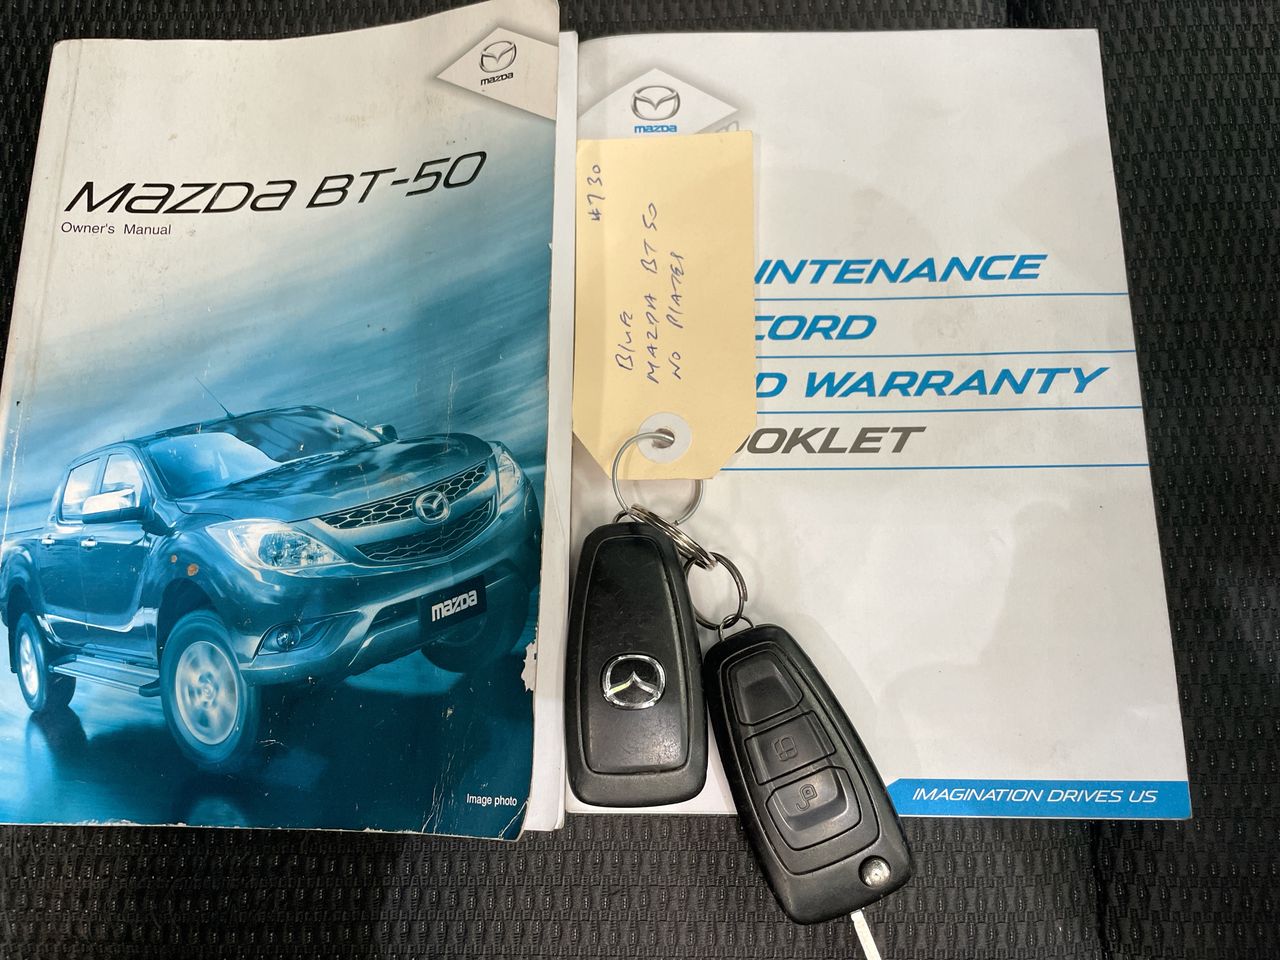 mazda
mazda BT-50
Owner's Manual
mazda
Image photo
mazda
#730
BLUE
MAZDA BT 50
NO PLATES
INTENANCE
CORD
D WARRANTY
OOKLET
IMAGINATION DRIVES US